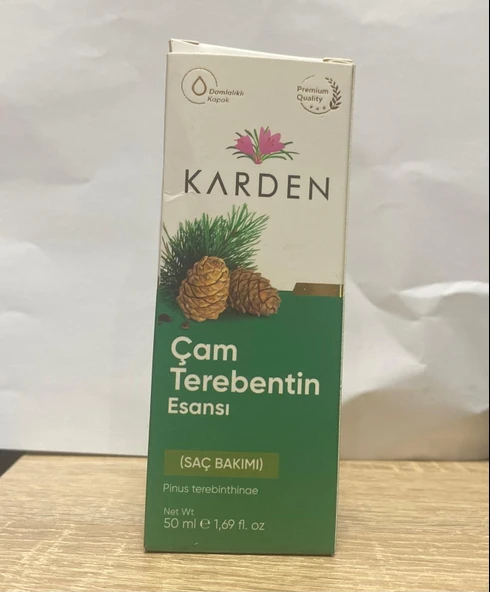 Damlalıklı
Kapak
Premium
Quality
KARDEN
Çam
Terebentin
Esansı
(SAÇ BAKIMI)
Pinus terebinthinae
Net Wt
50 ml ℮ 1,69 fl. oz